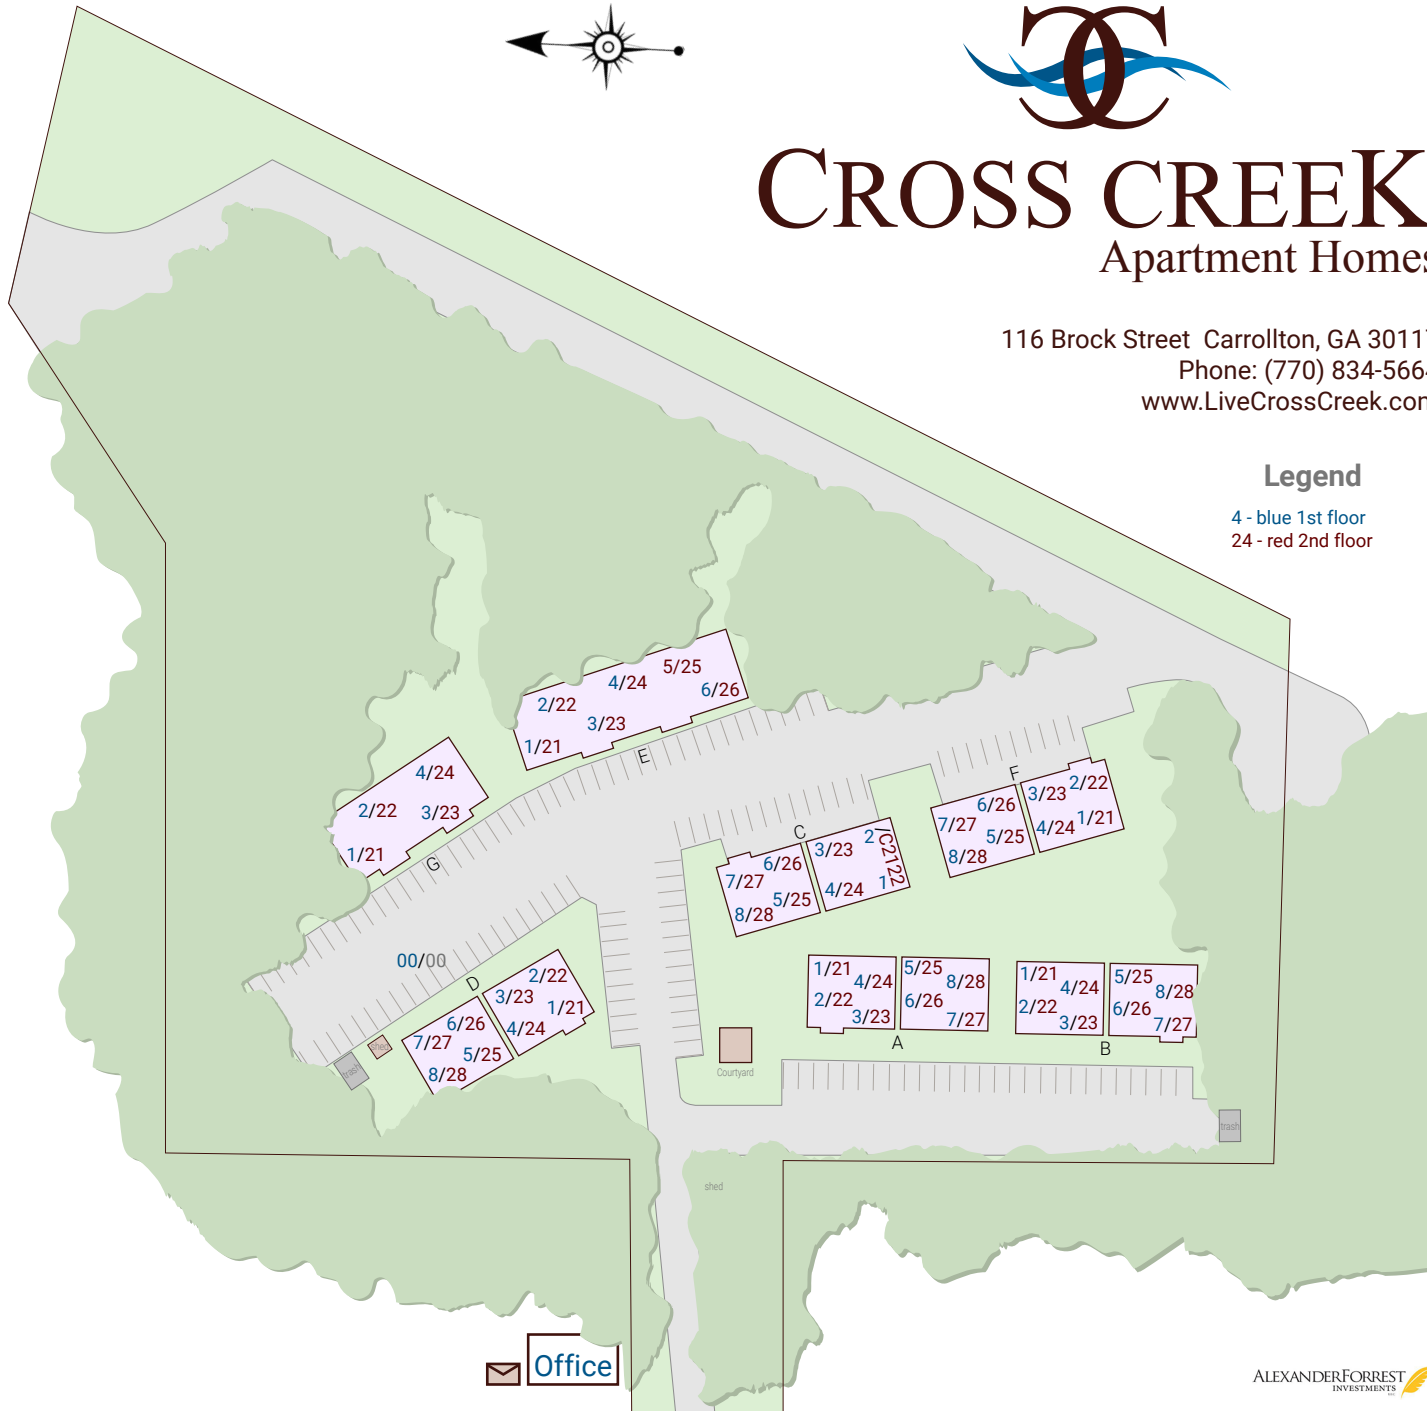 CROSS CREEK
Apartment Homes
116 Brock Street Carrollton, GA 30117
Phone: (770) 834-566
www.LiveCrossCreek.com
Legend
4 - blue 1st floor
24 - red 2nd floor
5/25
4/24
6/26
2/22
3/23
1/21
E
4/24
2/22
3/23
1/21
G
F
2/22
3/23
6/26
7/27
1/21
4/24
5/25
8/28
C
2
/C2122
3/23
6/26
7/27
1
4/24
5/25
8/28
00/00
D
2/22
3/23
1/21
6/26
4/24
7/27
5/25
8/28
shed
trash
1/21
4/24
2/22
3/23
5/25
8/28
6/26
7/27
A
1/21
4/24
2/22
3/23
5/25
8/28
6/26
7/27
B
Courtyard
trash
shed
Office
ALEXANDERFORREST
INVESTMENTS